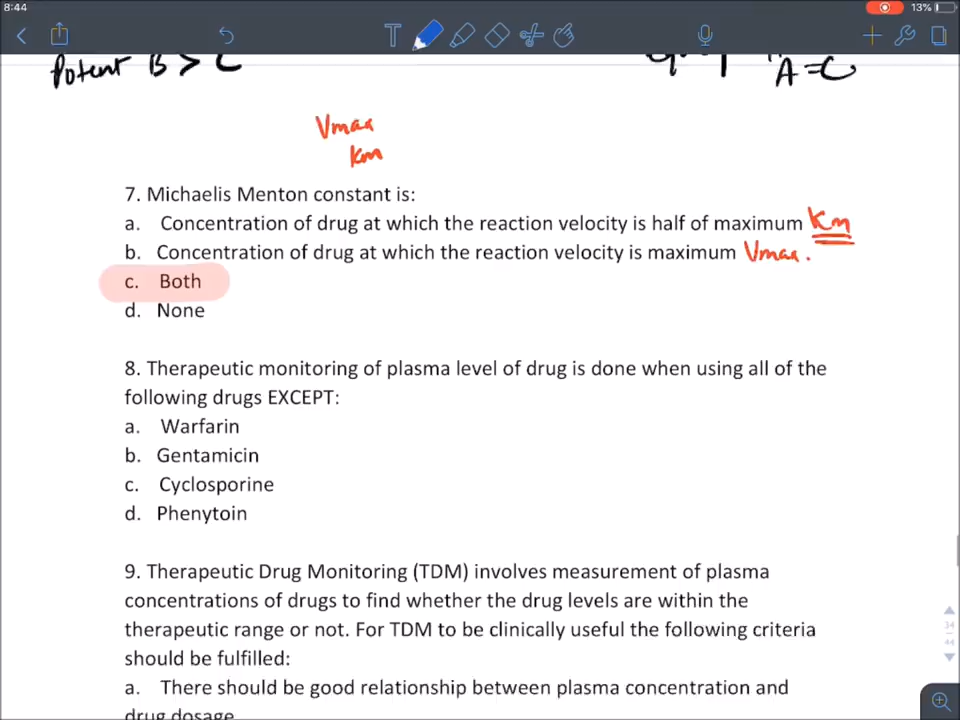 8:44
13%
T
Potent B > C
A = C
Vmax
km
7. Michaelis Menton constant is:
a. Concentration of drug at which the reaction velocity is half of maximum Km
b. Concentration of drug at which the reaction velocity is maximum Vmax.
c. Both
d. None
8. Therapeutic monitoring of plasma level of drug is done when using all of the
following drugs EXCEPT:
a. Warfarin
b. Gentamicin
c. Cyclosporine
d. Phenytoin
9. Therapeutic Drug Monitoring (TDM) involves measurement of plasma
concentrations of drugs to find whether the drug levels are within the
therapeutic range or not. For TDM to be clinically useful the following criteria
should be fulfilled:
a. There should be good relationship between plasma concentration and
drug dosage
34
44